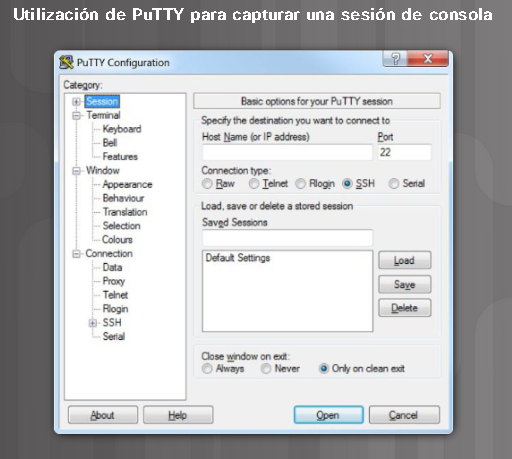 Utilización de PuTTY para capturar una sesión de consola
PuTTY Configuration
Category:
Session
Terminal
Keyboard
Bell
Features
Window
Appearance
Behaviour
Translation
Selection
Colours
Connection
Data
Proxy
Telnet
Rlogin
SSH
Serial
Basic options for your PuTTY session
Specify the destination you want to connect to
Host Name (or IP address) Port
22
Connection type:
Raw Telnet Rlogin SSH Serial
Load, save or delete a stored session
Saved Sessions
Default Settings
Load
Save
Delete
Close window on exit:
Always Never Only on clean exit
About Help Open Cancel